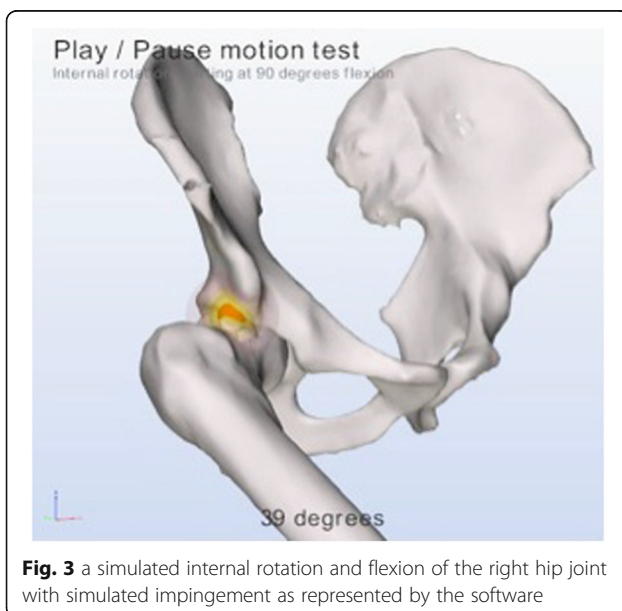 Play / Pause motion test
Internal rotation starting at 90 degrees flexion
39 degrees
Fig. 3 a simulated internal rotation and flexion of the right hip joint
with simulated impingement as represented by the software